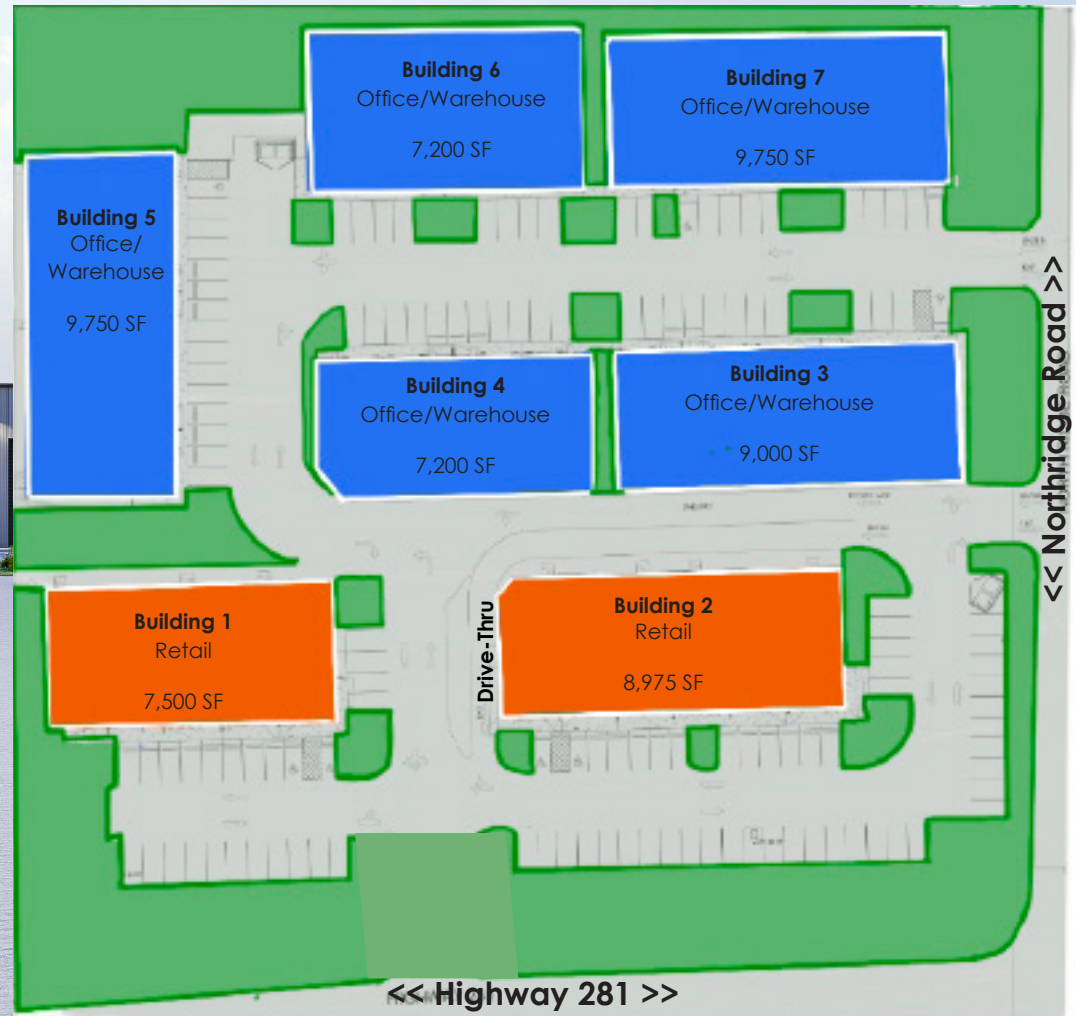 Building 6
Office/Warehouse
7,200 SF
Building 7
Office/Warehouse
9,750 SF
Building 5
Office/
Warehouse
9,750 SF
Building 4
Office/Warehouse
7,200 SF
Building 3
Office/Warehouse
9,000 SF
<< Northridge Road >>
Building 1
Retail
7,500 SF
Drive-Thru
Building 2
Retail
8,975 SF
<< Highway 281 >>